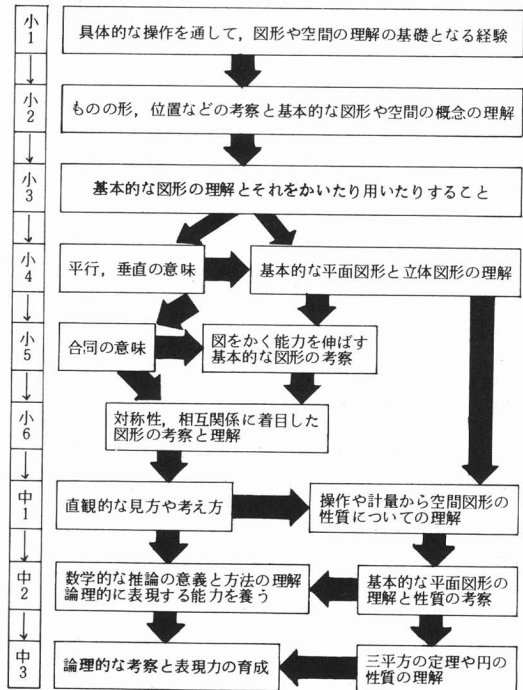 小1
具体的な操作を通して，図形や空間の理解の基礎となる経験
小2
ものの形，位置などの考察と基本的な図形や空間の概念の理解
小3
基本的な図形の理解とそれをかいたり用いたりすること
小4
平行，垂直の意味
基本的な平面図形と立体図形の理解
小5
合同の意味
図をかく能力を伸ばす
基本的な図形の考察
小6
対称性，相互関係に着目した
図形の考察と理解
中1
直観的な見方や考え方
操作や計量から空間図形の
性質についての理解
中2
数学的な推論の意義と方法の理解
論理的に表現する能力を養う
基本的な平面図形の
理解と性質の考察
中3
論理的な考察と表現力の育成
三平方の定理や円の
性質の理解